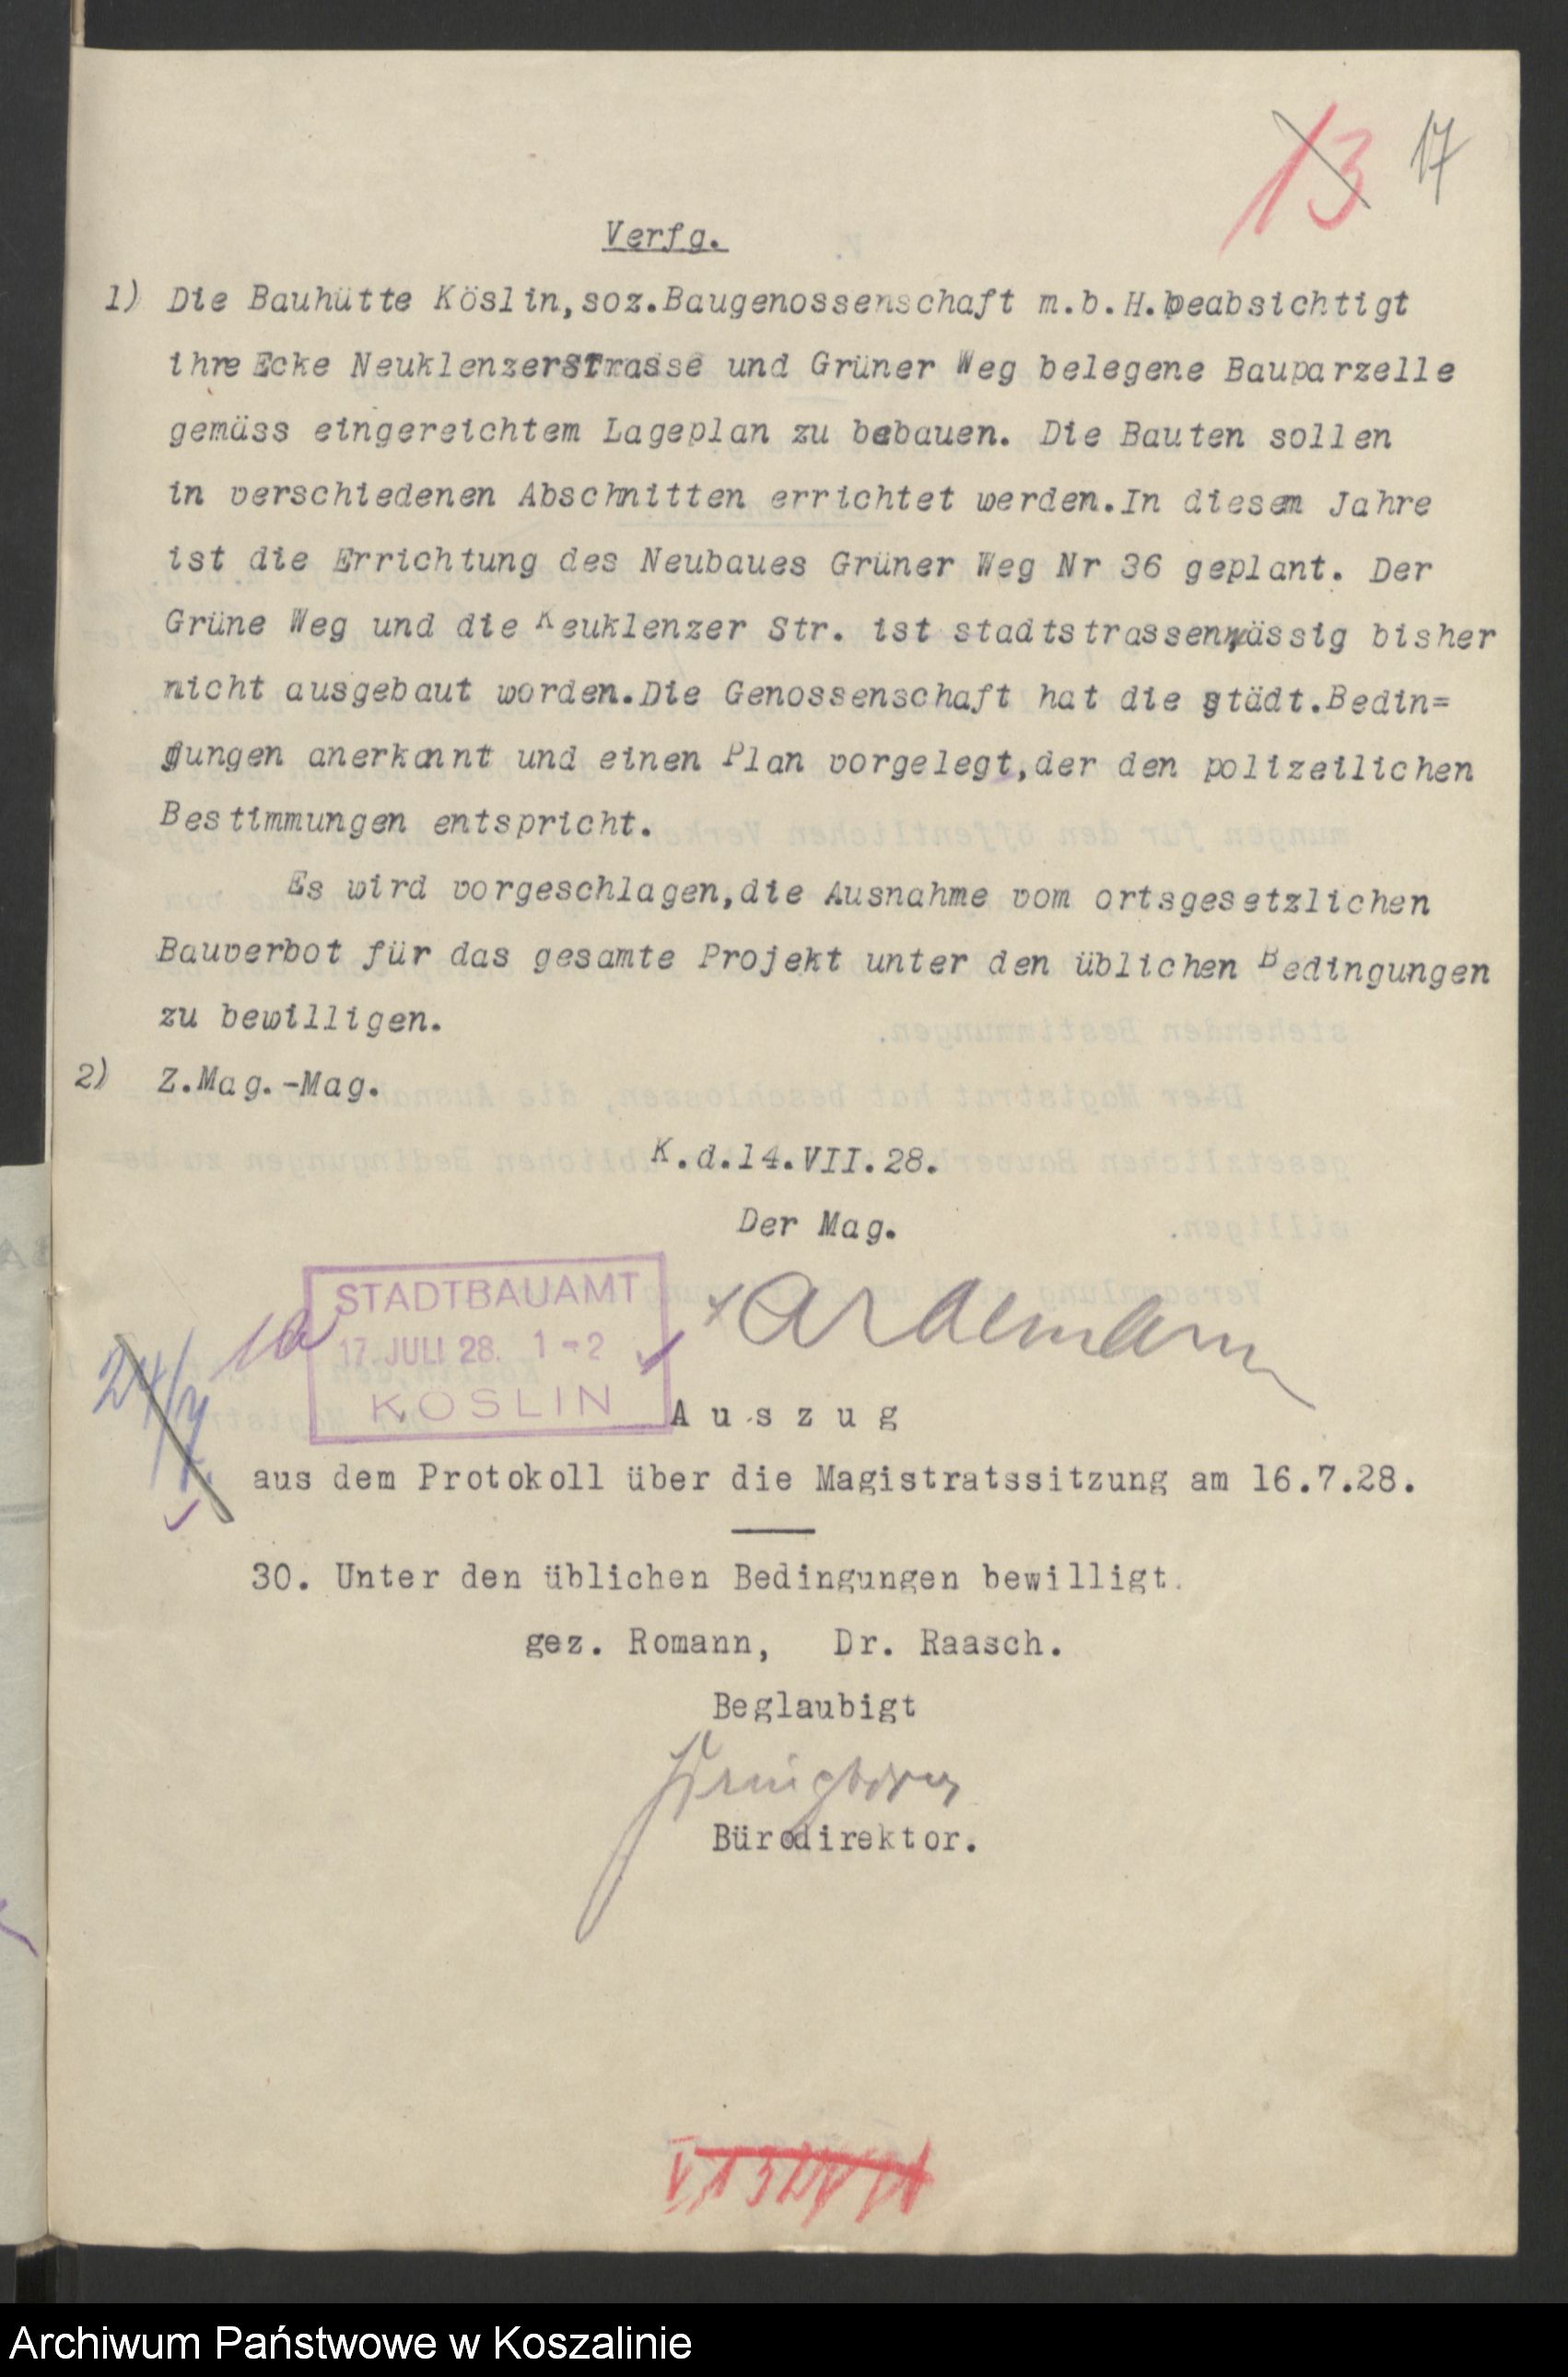 13 17
Verfg.
1) Die Bauhütte Köslin,soz.Baugenossenschaft m.b.H.beabsichtigt
ihre Ecke Neuklenzerstrasse und Grüner Weg belegene Bauparzelle
gemäss eingereichtem Lageplan zu bebauen. Die Bauten sollen
in verschiedenen Abschnitten errichtet werden.In diesem Jahre
ist die Errichtung des Neubaues Grüner Weg Nr 36 geplant. Der
Grüne Weg und die Neuklenzer Str. ist stadtstrassenmässig bisher
nicht ausgebaut worden.Die Genossenschaft hat die städt.Bedin=
gungen anerkannt und einen Plan vorgelegt,der den polizeilichen
Bestimmungen entspricht.
Es wird vorgeschlagen,die Ausnahme vom ortsgesetzlichen
Bauverbot für das gesamte Projekt unter den üblichen Bedingungen
zu bewilligen.
2) Z.Mag.-Mag.
K.d.14.VII.28.
Der Mag.
STADTBAUAMT
17. JULI 28. 1-2
KÖSLIN
24/7
Auszug
aus dem Protokoll über die Magistratssitzung am 16.7.28.
30. Unter den üblichen Bedingungen bewilligt.
gez. Romann, Dr. Raasch.
Beglaubigt
Bürodirektor.
Archiwum Państwowe w Koszalinie